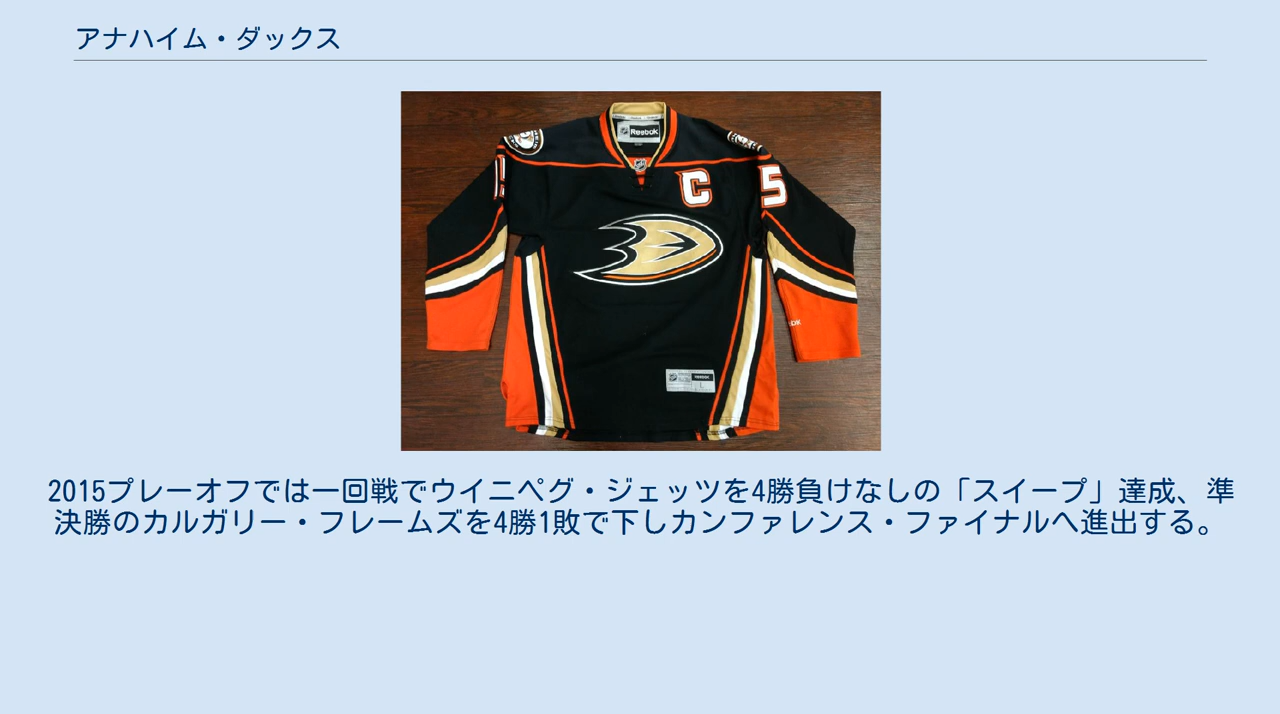 アナハイム・ダックス
Reebok
C
5
Reebok
2015プレーオフでは一回戦でウイニペグ・ジェッツを4勝負けなしの「スイープ」達成、準
決勝のカルガリー・フレームズを4勝1敗で下しカンファレンス・ファイナルへ進出する。